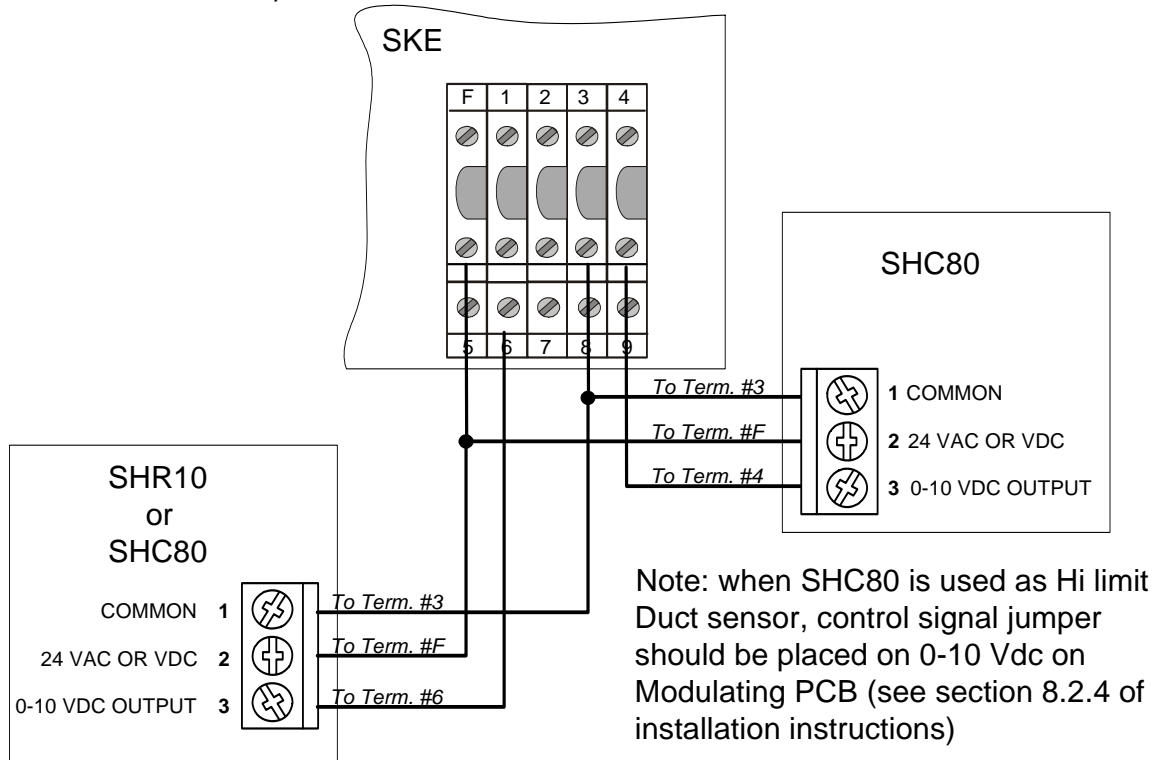 SKE
F 1 2 3 4
5 6 7 8 9
SHC80
To Term. #3
1 COMMON
To Term. #F
2 24 VAC OR VDC
To Term. #4
3 0-10 VDC OUTPUT
SHR10
or
SHC80
COMMON 1
To Term. #3
24 VAC OR VDC 2
To Term. #F
0-10 VDC OUTPUT 3
To Term. #6
Note: when SHC80 is used as Hi limit
Duct sensor, control signal jumper
should be placed on 0-10 Vdc on
Modulating PCB (see section 8.2.4 of
installation instructions)